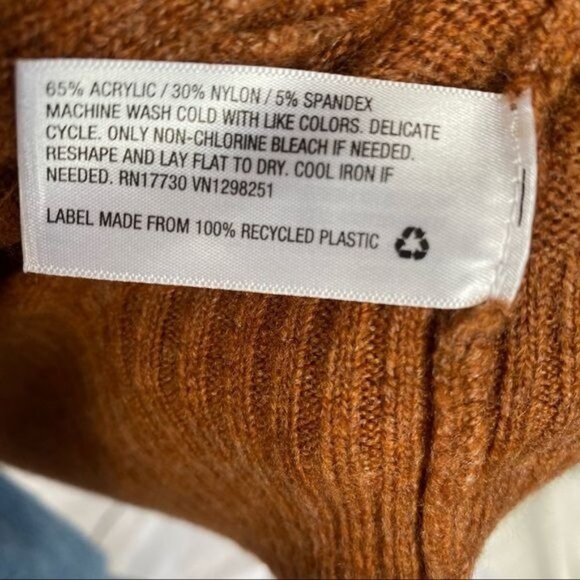 65% ACRYLIC / 30% NYLON / 5% SPANDEX
MACHINE WASH COLD WITH LIKE COLORS. DELICATE
CYCLE. ONLY NON-CHLORINE BLEACH IF NEEDED.
RESHAPE AND LAY FLAT TO DRY. COOL IRON IF
NEEDED. RN17730 VN1298251
LABEL MADE FROM 100% RECYCLED PLASTIC